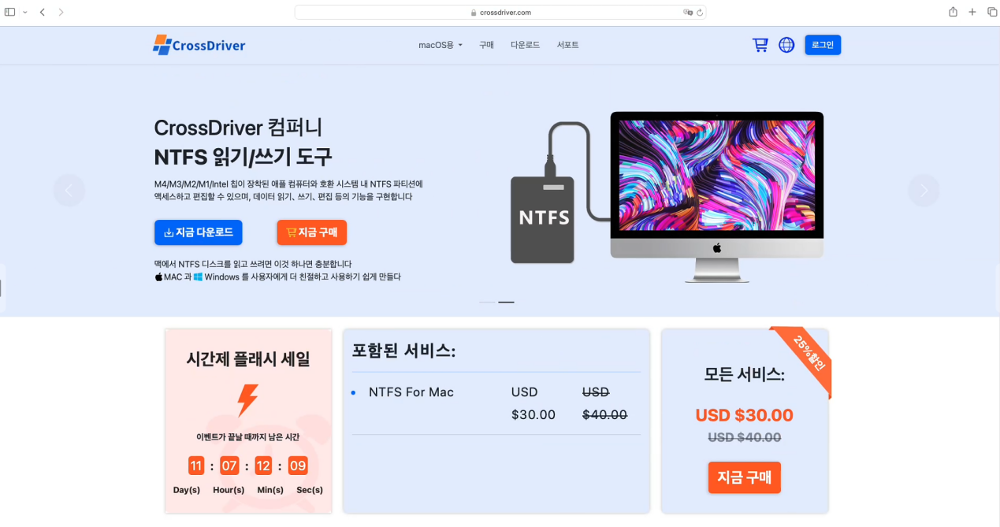 crossdriver.com
CrossDriver
macOS용
구매
다운로드
서포트
로그인
CrossDriver 컴퍼니
NTFS 읽기/쓰기 도구
M4/M3/M2/M1/Intel 칩이 장착된 애플 컴퓨터와 호환 시스템 내 NTFS 파티션에
액세스하고 편집할 수 있으며, 데이터 읽기、쓰기、편집 등의 기능을 구현합니다
지금 다운로드
지금 구매
맥에서 NTFS 디스크를 읽고 쓰려면 이것 하나면 충분합니다
MAC 과 Windows 를 사용자에게 더 친절하고 사용하기 쉽게 만들다
NTFS
시간제 플래시 세일
이벤트가 끝날 때까지 남은 시간
11 : 07 : 12 : 09
Day(s) Hour(s) Min(s) Sec(s)
포함된 서비스:
NTFS For Mac USD USD
$30.00 $40.00
25%할인
모든 서비스:
USD $30.00
USD $40.00
지금 구매